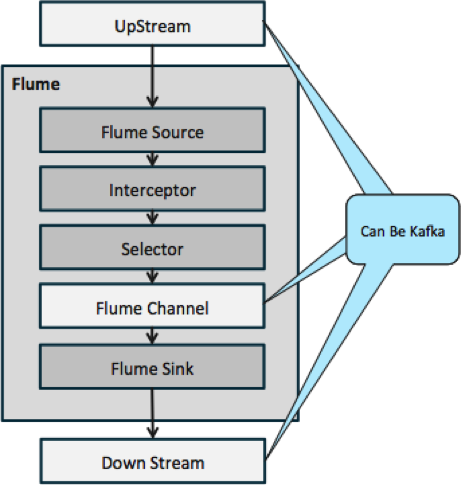 UpStream
Flume
Flume Source
Interceptor
Selector
Can Be Kafka
Flume Channel
Flume Sink
Down Stream